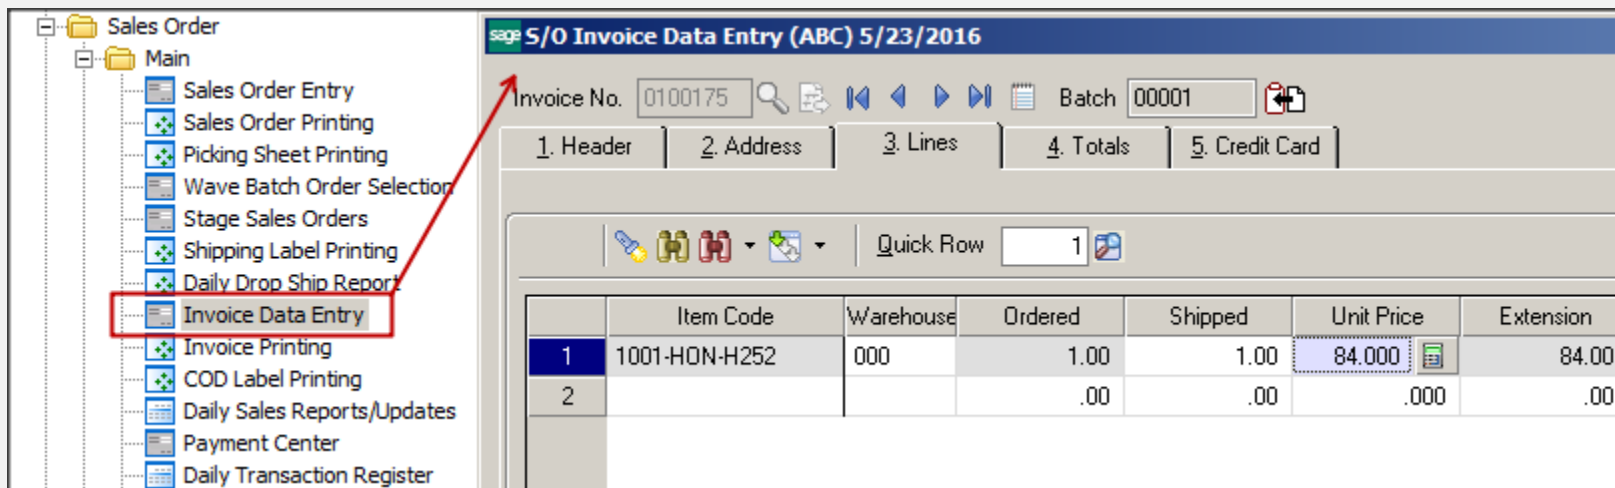 Sales Order
Main
Sales Order Entry
Sales Order Printing
Picking Sheet Printing
Wave Batch Order Selection
Stage Sales Orders
Shipping Label Printing
Daily Drop Ship Report
Invoice Data Entry
Invoice Printing
COD Label Printing
Daily Sales Reports/Updates
Payment Center
Daily Transaction Register
sage S/O Invoice Data Entry (ABC) 5/23/2016
Invoice No. 0100175 Batch 00001
1. Header 2. Address 3. Lines 4. Totals 5. Credit Card
Quick Row 1
Item Code Warehouse Ordered Shipped Unit Price Extension
1 1001-HON-H252 000 1.00 1.00 84.000 84.00
2 .00 .00 .000 .00